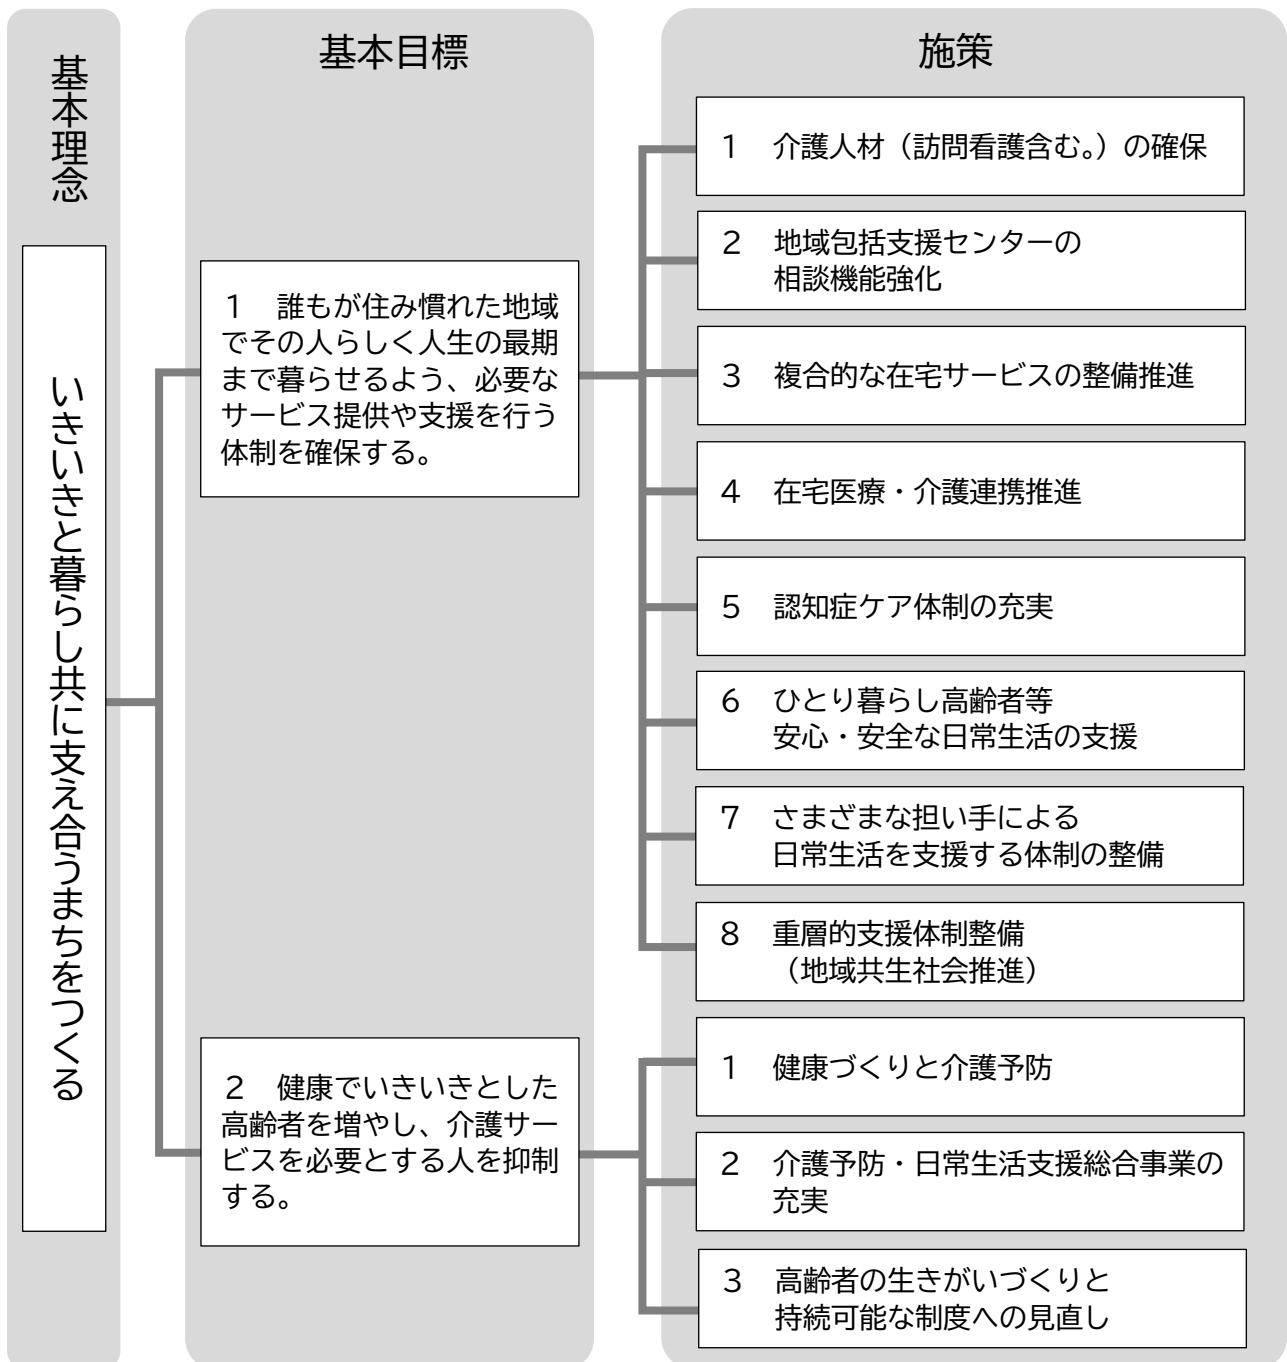 基本理念
いきいきと暮らし共に支え合うまちをつくる
基本目標
1　誰もが住み慣れた地域
でその人らしく人生の最期
まで暮らせるよう、必要な
サービス提供や支援を行う
体制を確保する。
2　健康でいきいきとした
高齢者を増やし、介護サー
ビスを必要とする人を抑制
する。
施策
1　介護人材（訪問看護含む。）の確保
2　地域包括支援センターの
相談機能強化
3　複合的な在宅サービスの整備推進
4　在宅医療・介護連携推進
5　認知症ケア体制の充実
6　ひとり暮らし高齢者等
安心・安全な日常生活の支援
7　さまざまな担い手による
日常生活を支援する体制の整備
8　重層的支援体制整備
（地域共生社会推進）
1　健康づくりと介護予防
2　介護予防・日常生活支援総合事業の
充実
3　高齢者の生きがいづくりと
持続可能な制度への見直し